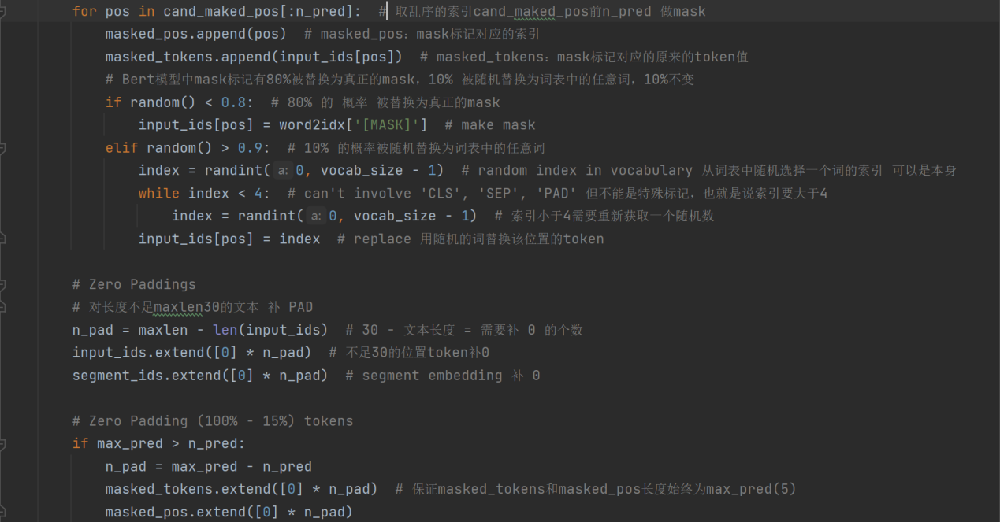 for pos in cand_maked_pos[:n_pred]:  # 取乱序的索引cand_maked_pos前n_pred 做mask
    masked_pos.append(pos)  # masked_pos：mask标记对应的索引
    masked_tokens.append(input_ids[pos])  # masked_tokens：mask标记对应的原来的token值
    # Bert模型中mask标记有80%被替换为真正的mask，10% 被随机替换为词表中的任意词，10%不变
    if random() < 0.8:  # 80% 的 概率 被替换为真正的mask
        input_ids[pos] = word2idx['[MASK]']  # make mask
    elif random() > 0.9:  # 10% 的概率被随机替换为词表中的任意词
        index = randint( a: 0, vocab_size - 1)  # random index in vocabulary 从词表中随机选择一个词的索引 可以是本身
        while index < 4:  # can't involve 'CLS', 'SEP', 'PAD' 但不能是特殊标记，也就是说索引要大于4
            index = randint( a: 0, vocab_size - 1)  # 索引小于4需要重新获取一个随机数
        input_ids[pos] = index  # replace 用随机的词替换该位置的token
# Zero Paddings
# 对长度不足maxlen30的文本 补 PAD
n_pad = maxlen - len(input_ids)  # 30 - 文本长度 = 需要补 0 的个数
input_ids.extend([0] * n_pad)  # 不足30的位置token补0
segment_ids.extend([0] * n_pad)  # segment embedding 补 0
# Zero Padding (100% - 15%) tokens
if max_pred > n_pred:
    n_pad = max_pred - n_pred
    masked_tokens.extend([0] * n_pad)  # 保证masked_tokens和masked_pos长度始终为max_pred(5)
    masked_pos.extend([0] * n_pad)